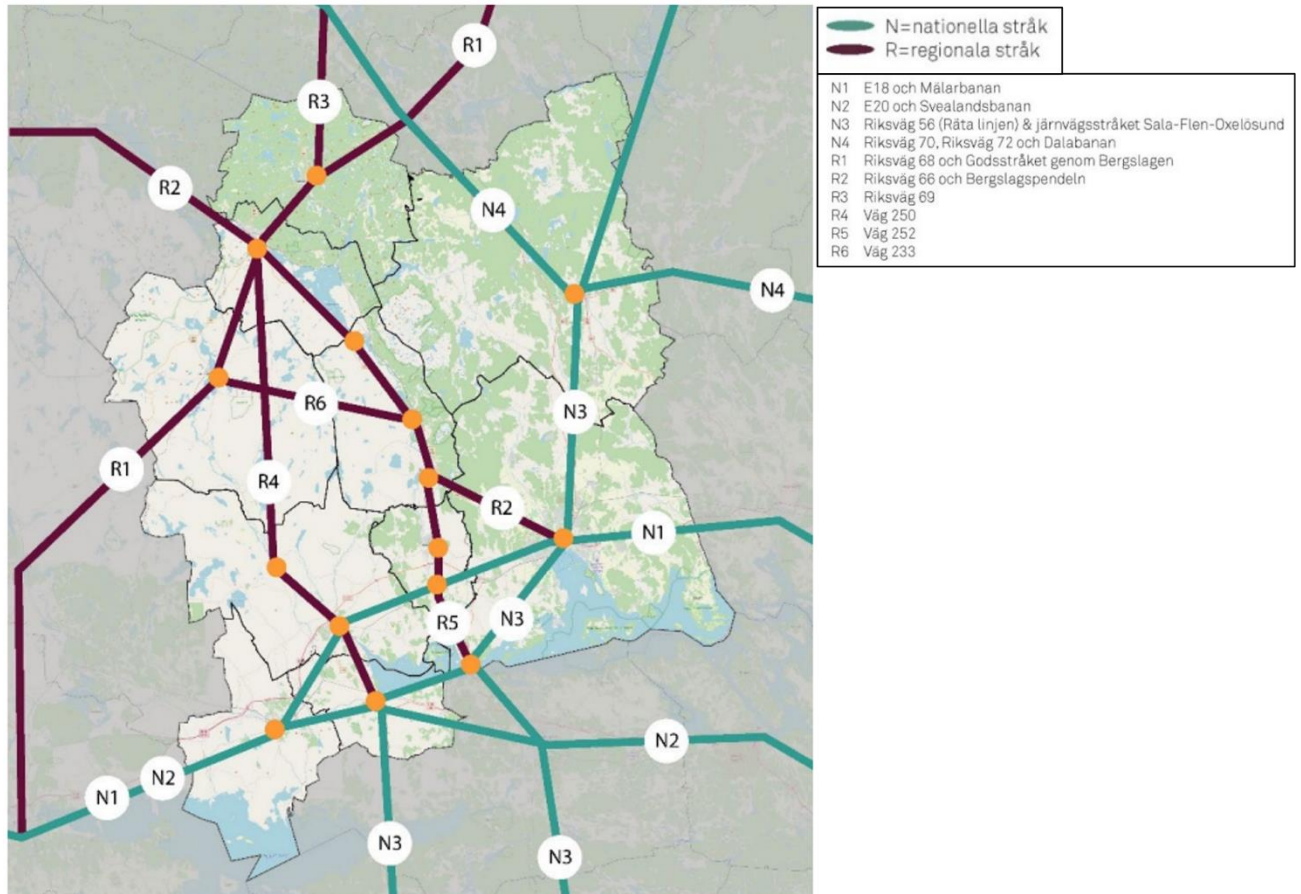 N=nationella stråk
R=regionala stråk
N1 E18 och Mälarbanan
N2 E20 och Svealandsbanan
N3 Riksväg 56 (Räta linjen) & järnvägsstråket Sala-Flen-Oxelösund
N4 Riksväg 70, Riksväg 72 och Dalabanan
R1 Riksväg 68 och Godsstråket genom Bergslagen
R2 Riksväg 66 och Bergslagspendeln
R3 Riksväg 69
R4 Väg 250
R5 Väg 252
R6 Väg 233
R1
R3
R2
N4
N4
R6
N3
R1
R4
R2
N1
R5
N3
N2
N2
N1
N3
N3